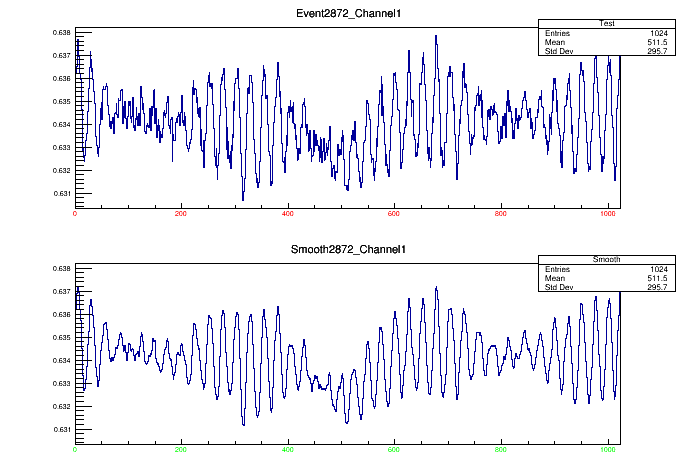 Event2872_Channel1
Test
Entries 1024
Mean 511.5
Std Dev 295.7
0.638
0.637
0.636
0.635
0.634
0.633
0.632
0.631
0 200 400 600 800 1000
Smooth2872_Channel1
Smooth
Entries 1024
Mean 511.5
Std Dev 295.7
0.638
0.637
0.636
0.635
0.634
0.633
0.632
0.631
0 200 400 600 800 1000